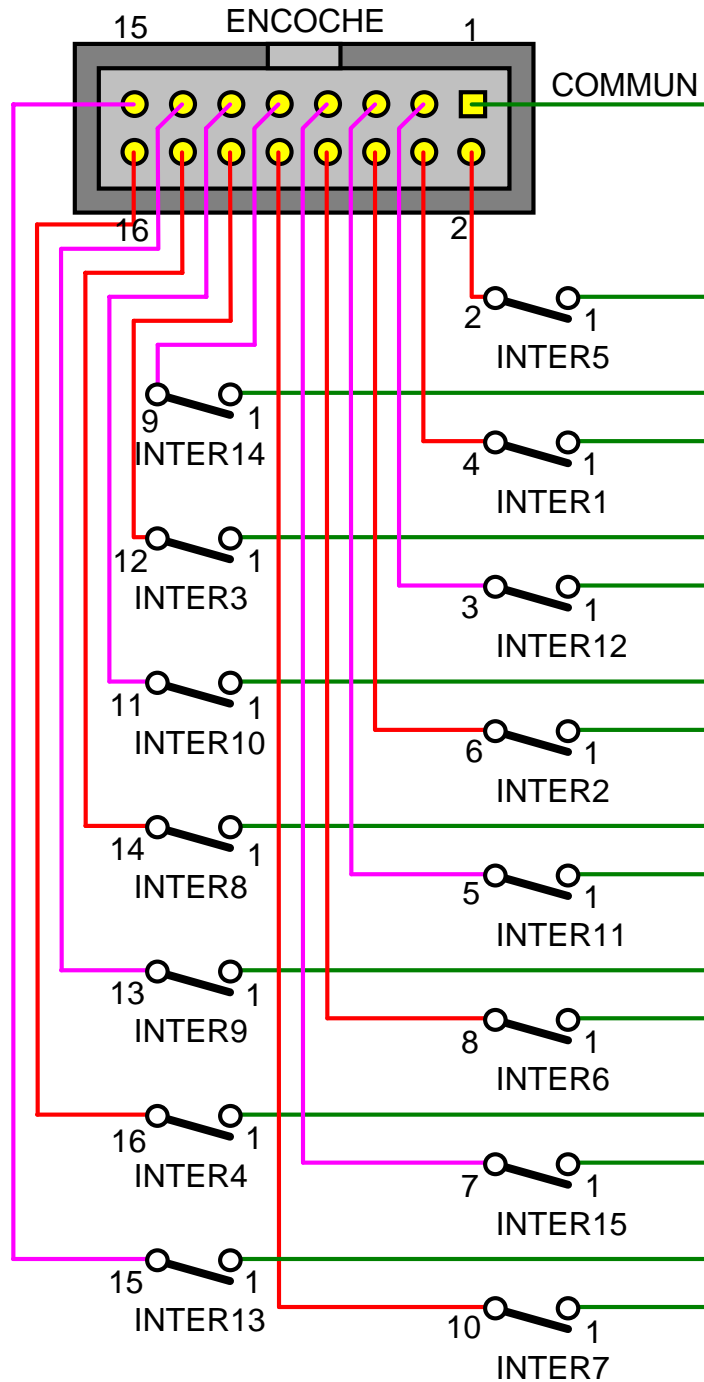 15 ENCOCHE 1
COMMUN
16 2
2 1
INTER5
9 1
INTER14
4 1
INTER1
12 1
INTER3
3 1
INTER12
11 1
INTER10
6 1
INTER2
14 1
INTER8
5 1
INTER11
13 1
INTER9
8 1
INTER6
16 1
INTER4
7 1
INTER15
15 1
INTER13
10 1
INTER7